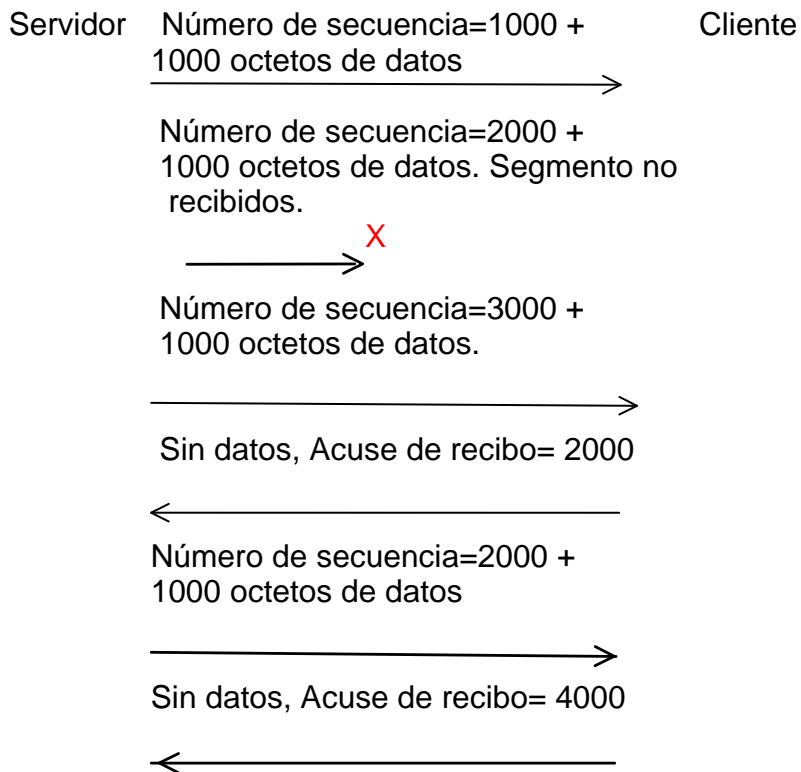 Servidor Número de secuencia=1000 + Cliente
1000 octetos de datos
Número de secuencia=2000 +
1000 octetos de datos. Segmento no
recibidos.
X
Número de secuencia=3000 +
1000 octetos de datos.
Sin datos, Acuse de recibo= 2000
Número de secuencia=2000 +
1000 octetos de datos
Sin datos, Acuse de recibo= 4000